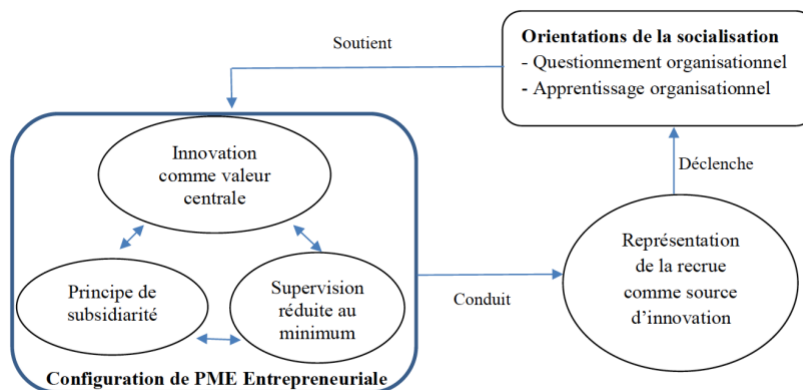 Soutient
Orientations de la socialisation
- Questionnement organisationnel
- Apprentissage organisationnel
Innovation
comme valeur
centrale
Déclenche
Principe de
subsidiarité
Supervision
réduite au
minimum
Conduit
Représentation
de la recrue
comme source
d’innovation
Configuration de PME Entrepreneuriale